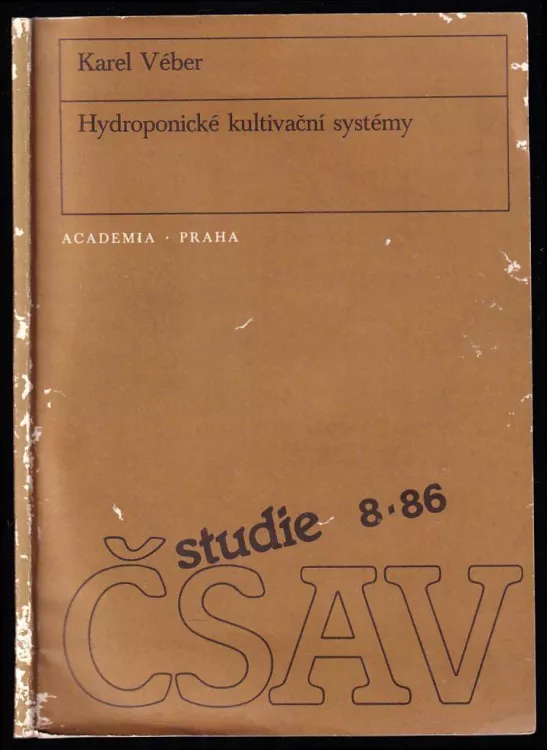 Karel Véber
Hydroponické kultivační systémy
ACADEMIA · PRAHA
studie 8·86
ČSAV